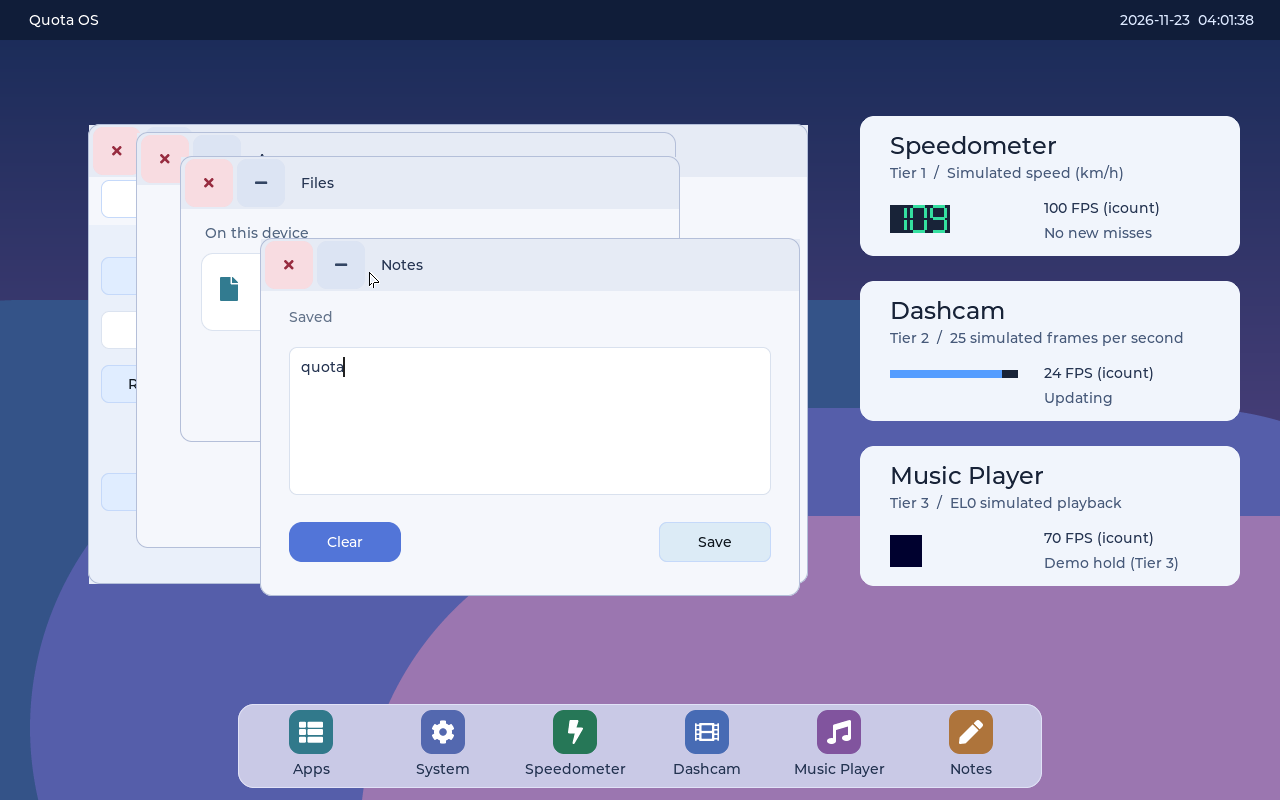 Quota OS
2026-11-23 04:01:38
Files
On this device
Notes
Saved
quota
Clear
Save
Speedometer
Tier 1 / Simulated speed (km/h)
109
100 FPS (icount)
No new misses
Dashcam
Tier 2 / 25 simulated frames per second
24 FPS (icount)
Updating
Music Player
Tier 3 / EL0 simulated playback
70 FPS (icount)
Demo hold (Tier 3)
Apps
System
Speedometer
Dashcam
Music Player
Notes